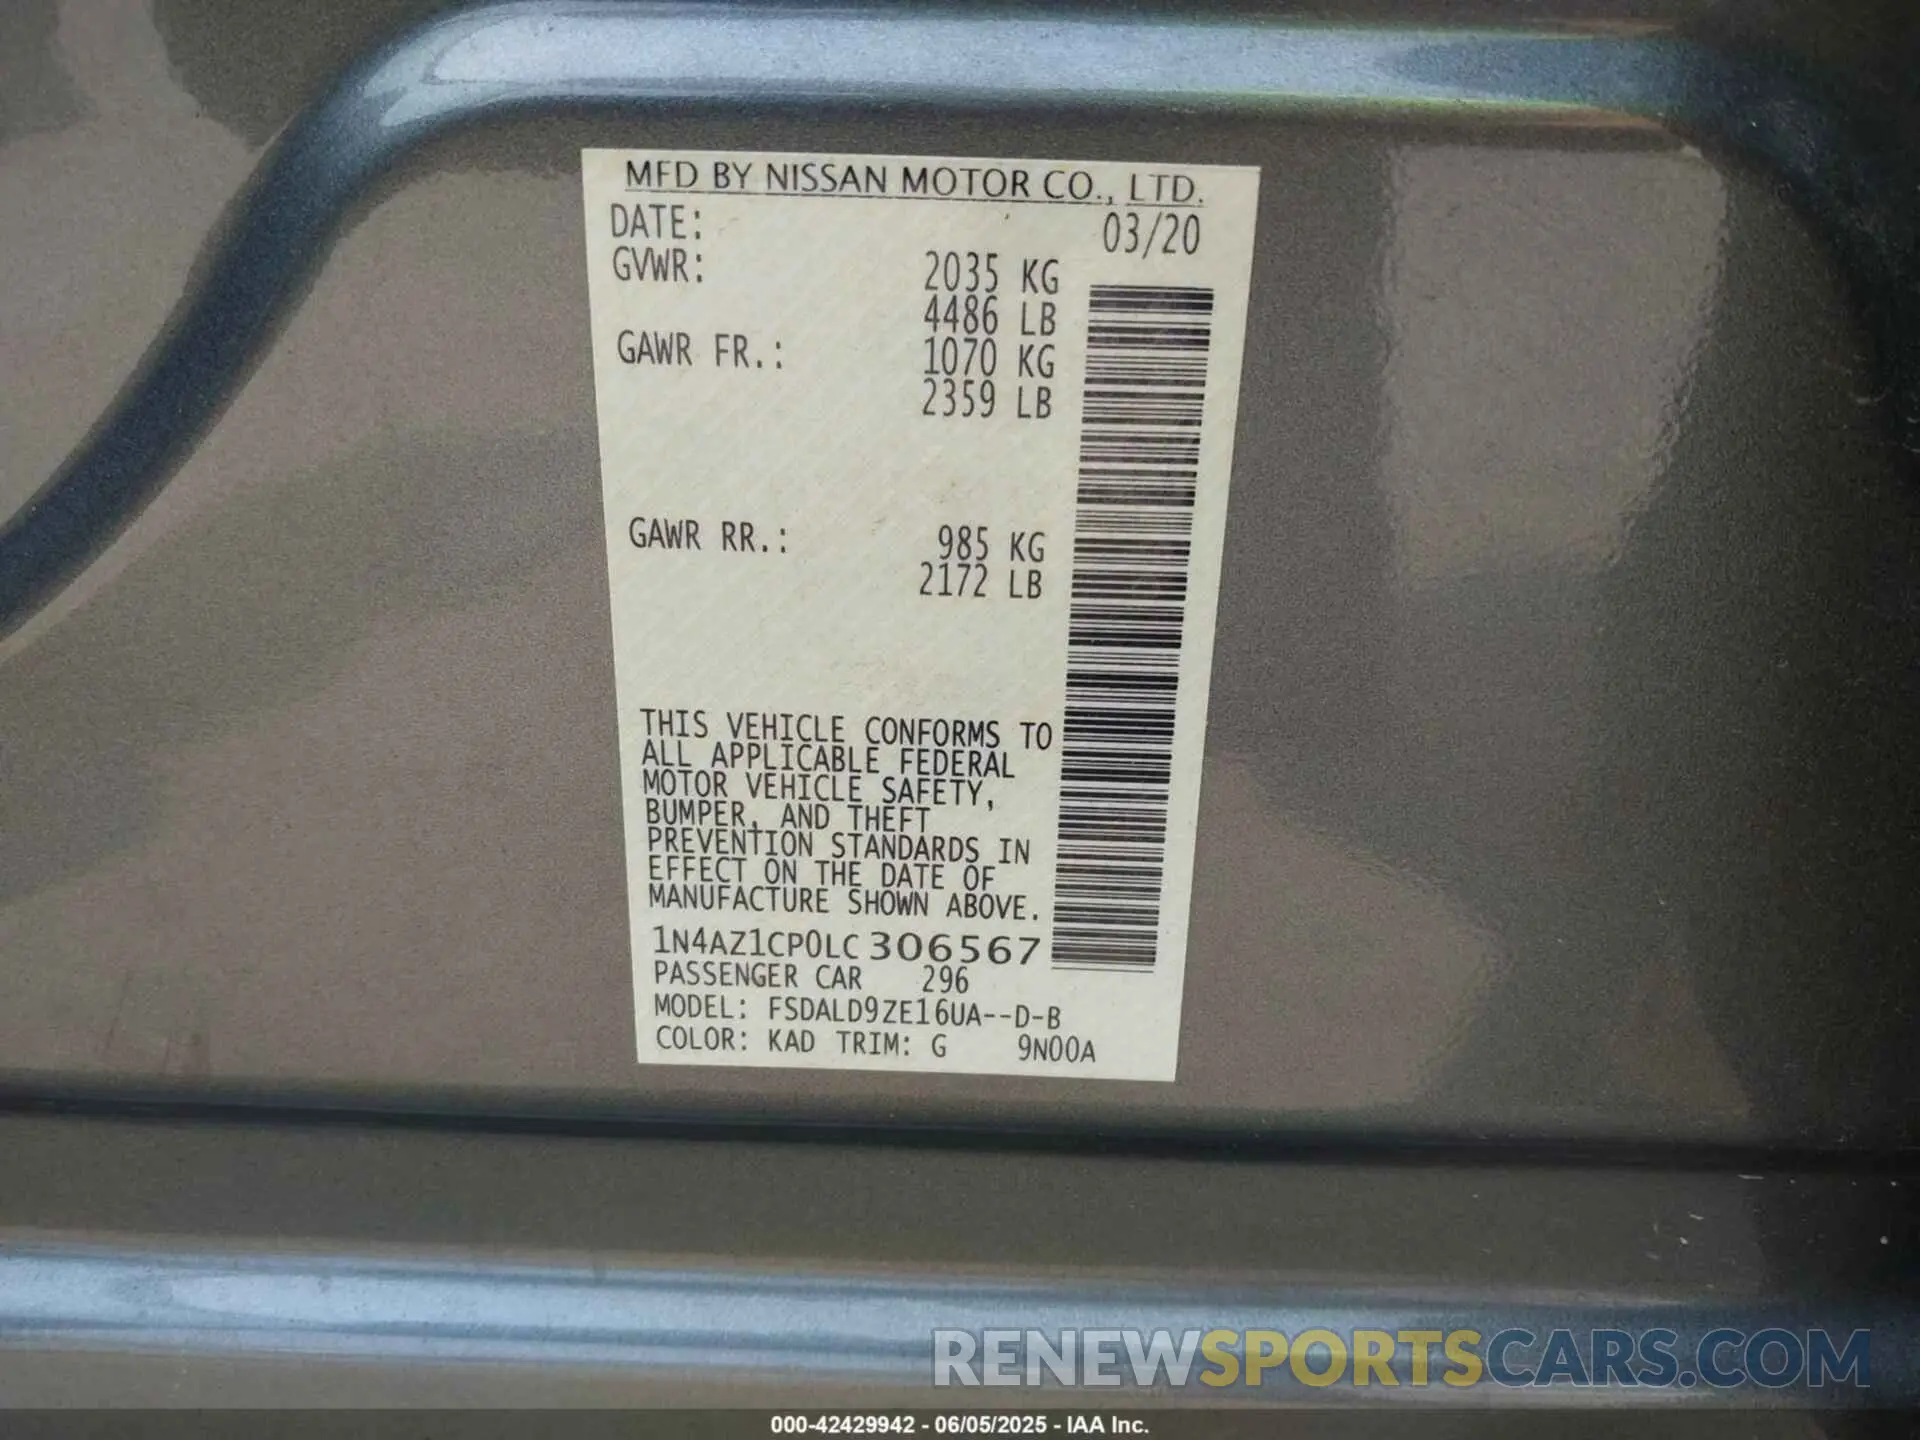 MFD BY NISSAN MOTOR CO., LTD.
DATE: 03/20
GVWR: 2035 KG
4486 LB
GAWR FR.: 1070 KG
2359 LB
GAWR RR.: 985 KG
2172 LB
THIS VEHICLE CONFORMS TO
ALL APPLICABLE FEDERAL
MOTOR VEHICLE SAFETY,
BUMPER, AND THEFT
PREVENTION STANDARDS IN
EFFECT ON THE DATE OF
MANUFACTURE SHOWN ABOVE.
1N4AZ1CP0LC306567
PASSENGER CAR 296
MODEL: FSDALD9ZE16UA--D-B
COLOR: KAD TRIM: G 9N00A
RENEWSPORTSCARS.COM
000-42429942 - 06/05/2025 - IAA Inc.